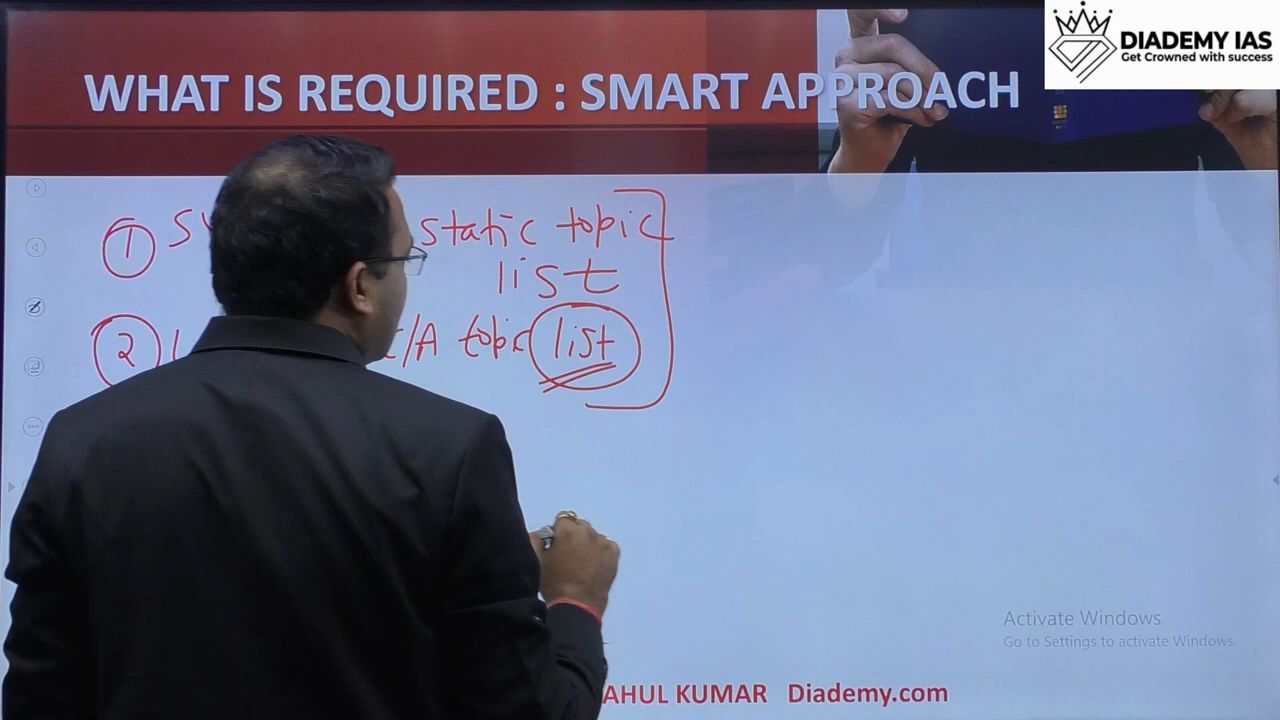 DIADEMY IAS
Get Crowned with success
WHAT IS REQUIRED : SMART APPROACH
1 static topic
list
2 /A topic list
Activate Windows
Go to Settings to activate Windows.
AHUL KUMAR Diademy.com